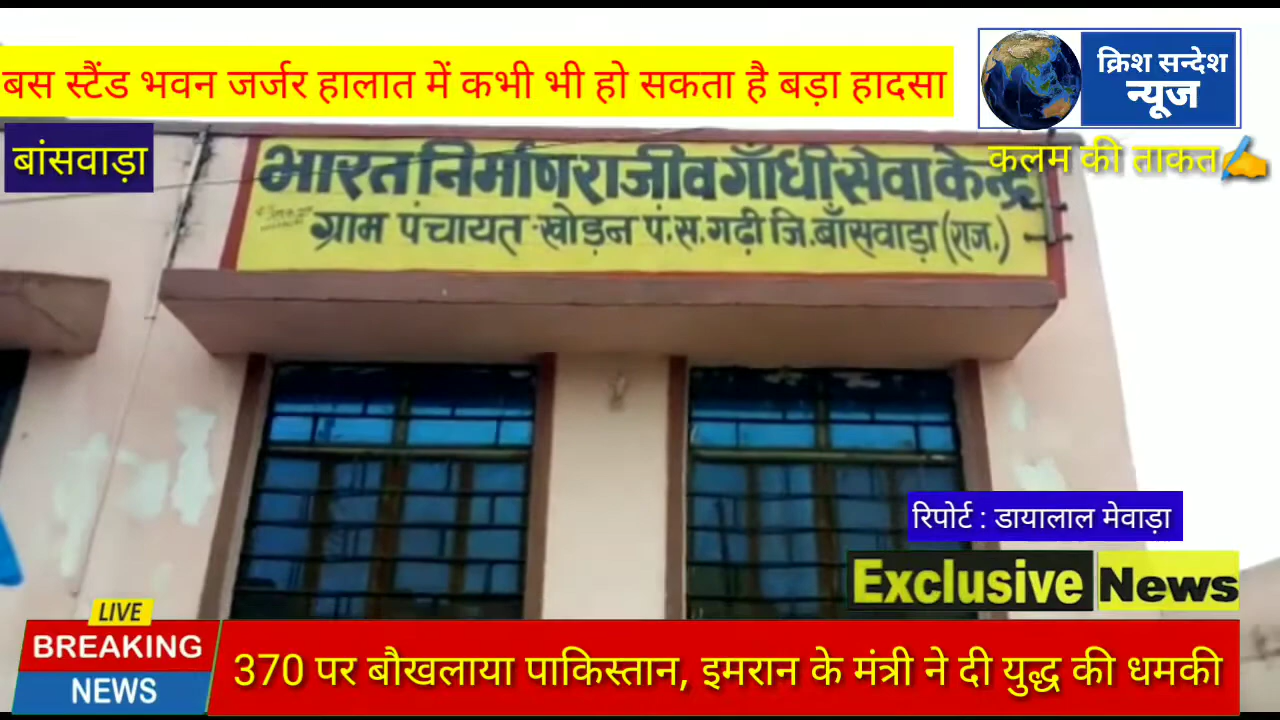 बस स्टैंड भवन जर्जर हालात में कभी भी हो सकता है बड़ा हादसा
क्रिश सन्देश
न्यूज
बांसवाड़ा
कलम की ताकत✍️
भारत निर्माण राजीव गाँधी सेवा केन्द्र
ग्राम पंचायत खोड़न पं.स.गढ़ी जि.बाँसवाड़ा (राज.)
रिपोर्ट : डायालाल मेवाड़ा
Exclusive News
LIVE
BREAKING
NEWS
370 पर बौखलाया पाकिस्तान, इमरान के मंत्री ने दी युद्ध की धमकी